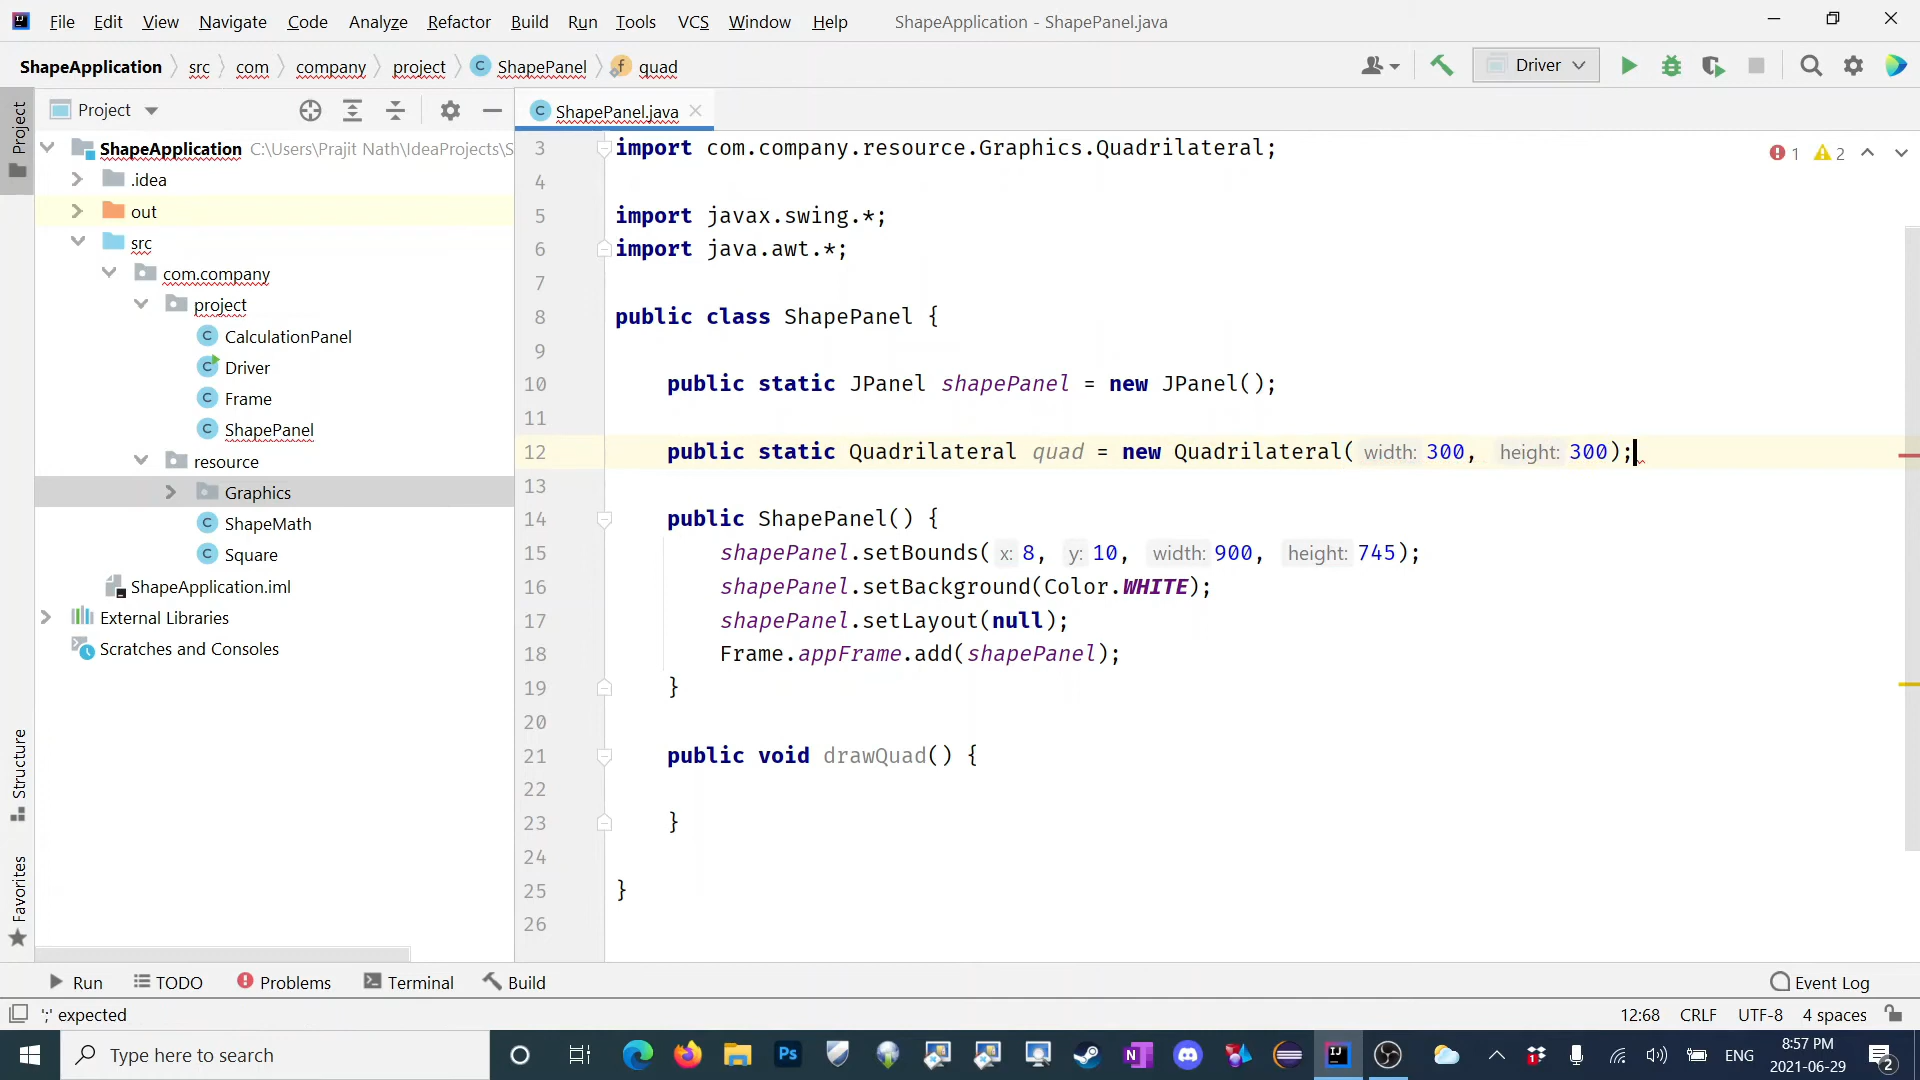 File Edit View Navigate Code Analyze Refactor Build Run Tools VCS Window Help ShapeApplication - ShapePanel.java
ShapeApplication src com company project ShapePanel quad Driver
Project
ShapePanel.java
Project
ShapeApplication C:\Users\Prajit Nath\IdeaProjects\S
.idea
out
src
com.company
project
CalculationPanel
Driver
Frame
ShapePanel
resource
Graphics
ShapeMath
Square
ShapeApplication.iml
External Libraries
Scratches and Consoles
Structure
Favorites
1 2
3 import com.company.resource.Graphics.Quadrilateral;
4
5 import javax.swing.*;
6 import java.awt.*;
7
8 public class ShapePanel {
9
10 public static JPanel shapePanel = new JPanel();
11
12 public static Quadrilateral quad = new Quadrilateral( width: 300, height: 300);
13
14 public ShapePanel() {
15 shapePanel.setBounds( x: 8, y: 10, width: 900, height: 745);
16 shapePanel.setBackground(Color.WHITE);
17 shapePanel.setLayout(null);
18 Frame.appFrame.add(shapePanel);
19 }
20
21 public void drawQuad() {
22
23 }
24
25 }
26
Run TODO Problems Terminal Build Event Log
';' expected 12:68 CRLF UTF-8 4 spaces
Type here to search ENG 8:57 PM
2021-06-29 2